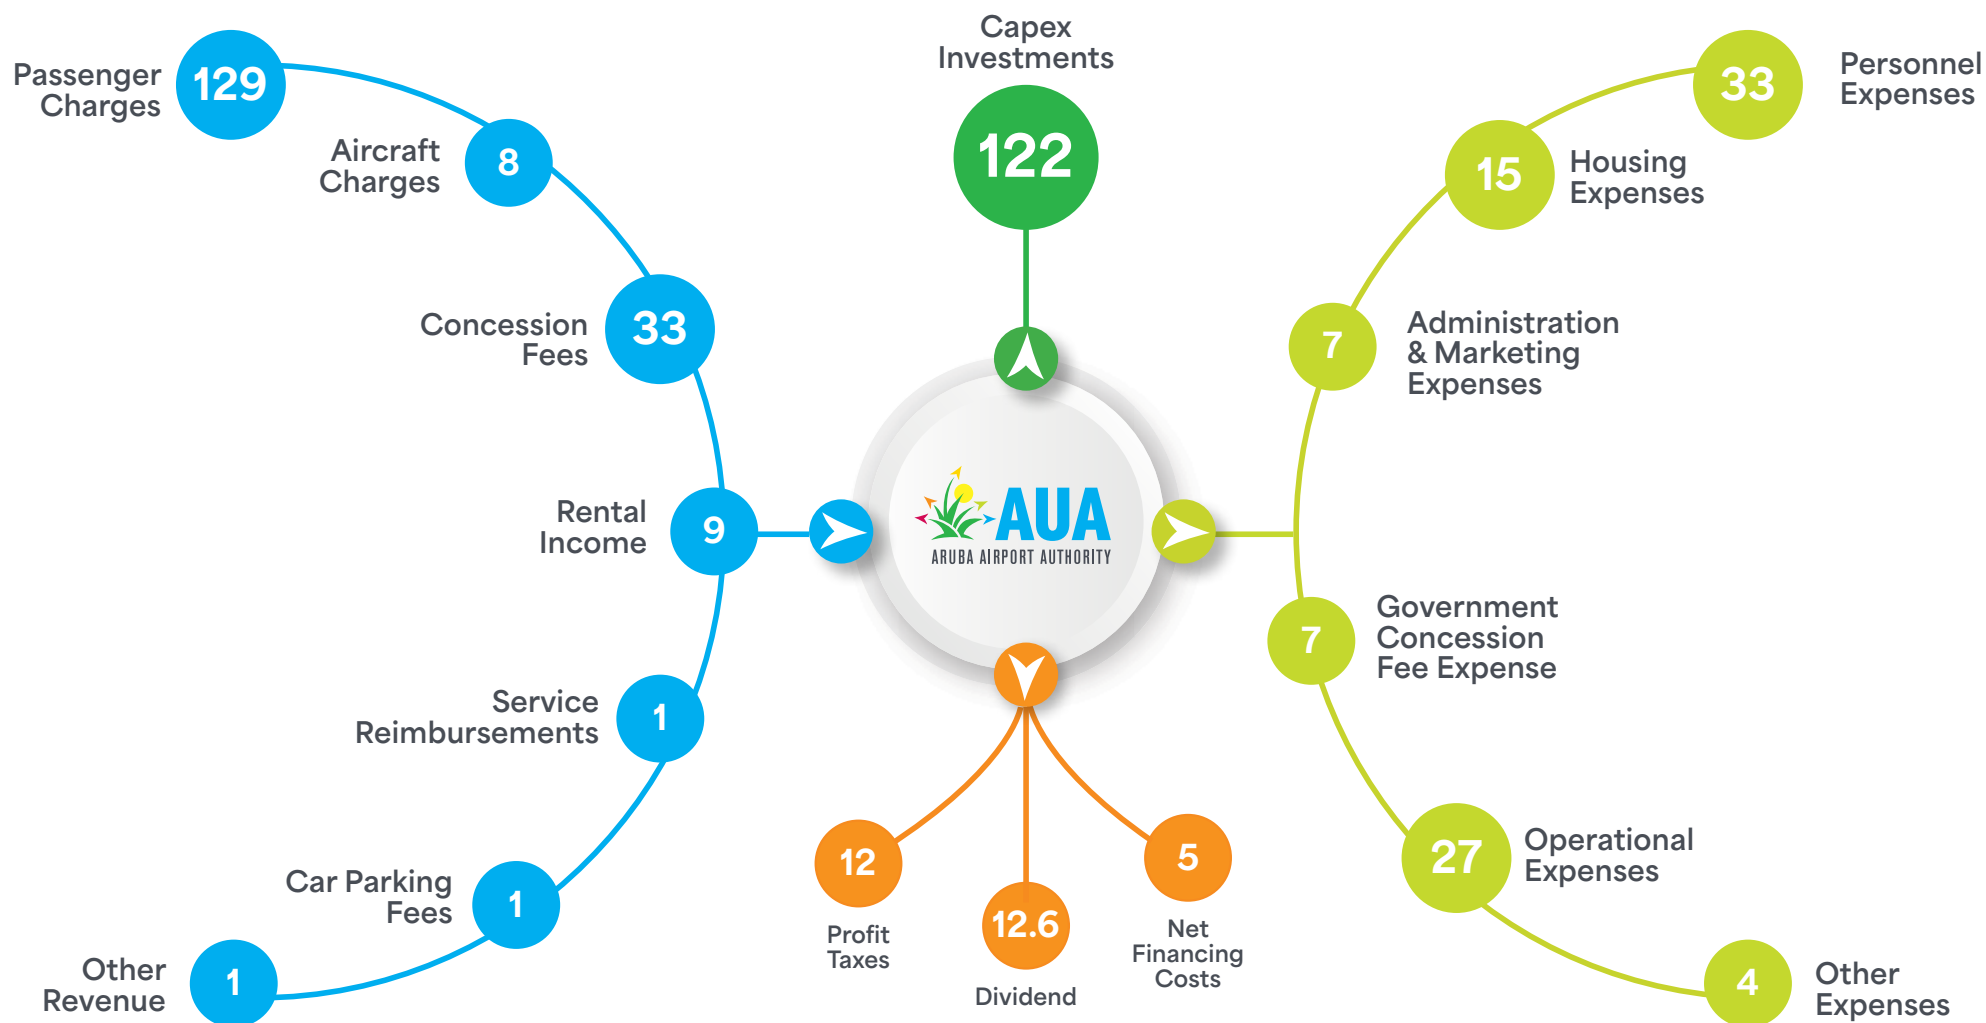 Passenger
Charges
129
Aircraft
Charges
8
Concession
Fees
33
Rental
Income
9
Service
Reimbursements
1
Car Parking
Fees
1
Other
Revenue
1
Capex
Investments
122
AUA
ARUBA AIRPORT AUTHORITY
12
Profit
Taxes
12.6
Dividend
5
Net
Financing
Costs
33
Personnel
Expenses
15
Housing
Expenses
7
Administration
& Marketing
Expenses
7
Government
Concession
Fee Expense
27
Operational
Expenses
4
Other
Expenses